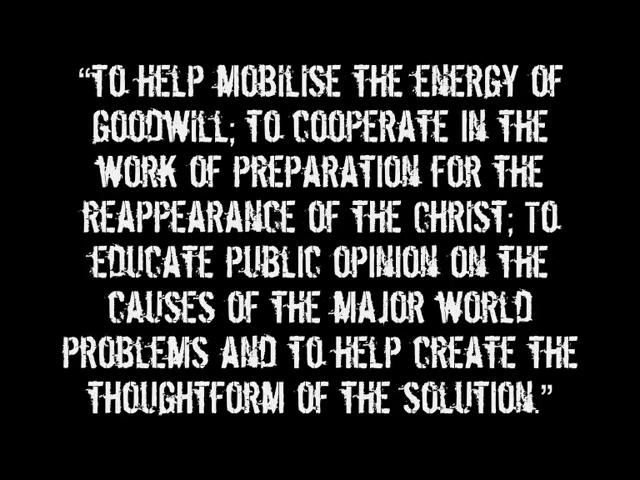 “TO HELP MOBILISE THE ENERGY OF
GOODWILL; TO COOPERATE IN THE
WORK OF PREPARATION FOR THE
REAPPEARANCE OF THE CHRIST; TO
EDUCATE PUBLIC OPINION ON THE
CAUSES OF THE MAJOR WORLD
PROBLEMS AND TO HELP CREATE THE
THOUGHTFORM OF THE SOLUTION.”